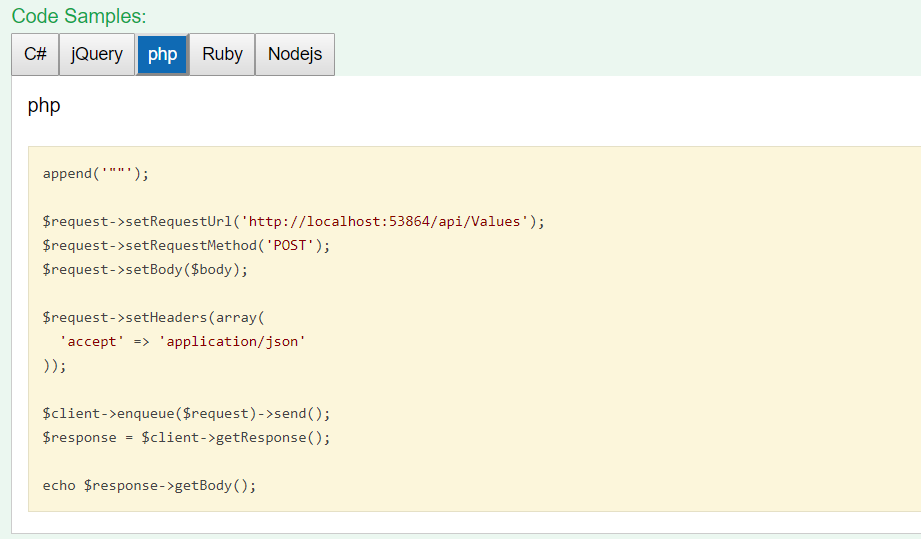 Code Samples:
C# jQuery php Ruby Nodejs
php
append('""');
$request->setRequestUrl('http://localhost:53864/api/Values');
$request->setRequestMethod('POST');
$request->setBody($body);
$request->setHeaders(array(
  'accept' => 'application/json'
));
$client->enqueue($request)->send();
$response = $client->getResponse();
echo $response->getBody();